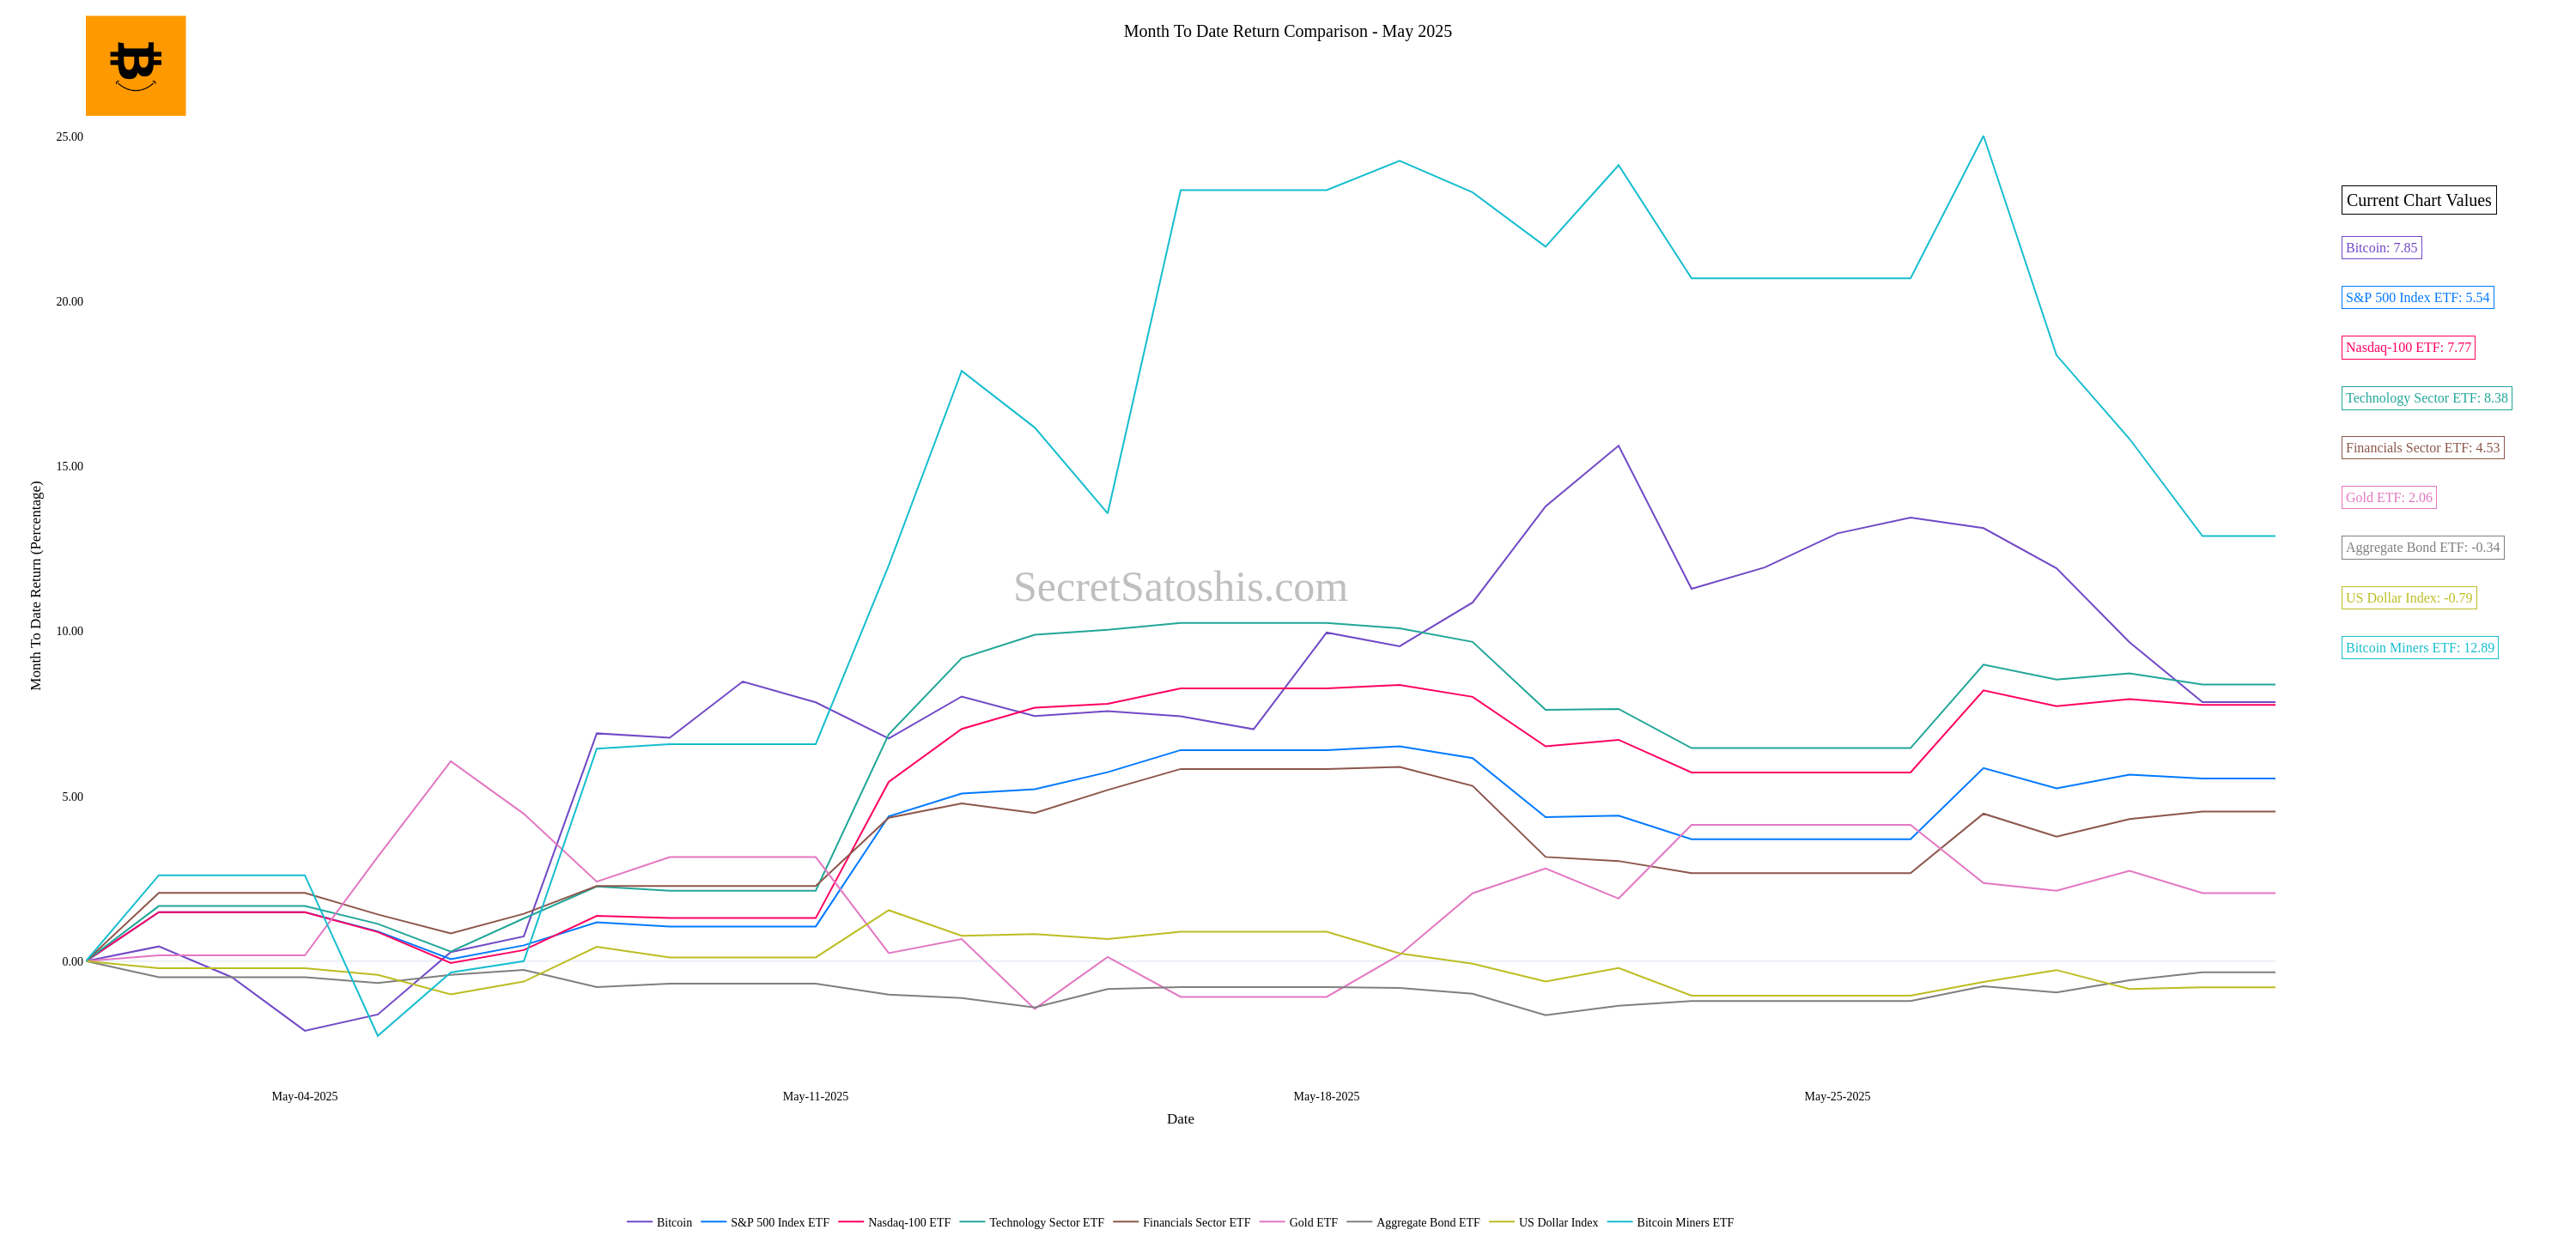 Month To Date Return Comparison - May 2025
25.00
20.00
15.00
10.00
5.00
0.00
Month To Date Return (Percentage)
SecretSatoshis.com
Current Chart Values
Bitcoin: 7.85
S&P 500 Index ETF: 5.54
Nasdaq-100 ETF: 7.77
Technology Sector ETF: 8.38
Financials Sector ETF: 4.53
Gold ETF: 2.06
Aggregate Bond ETF: -0.34
US Dollar Index: -0.79
Bitcoin Miners ETF: 12.89
May-04-2025 May-11-2025 May-18-2025 May-25-2025
Date
Bitcoin S&P 500 Index ETF Nasdaq-100 ETF Technology Sector ETF Financials Sector ETF Gold ETF Aggregate Bond ETF US Dollar Index Bitcoin Miners ETF